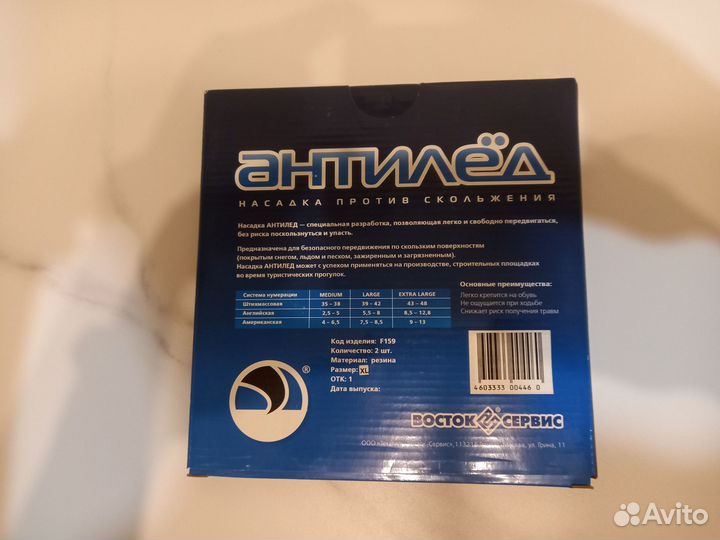 антилёд
НАСАДКА ПРОТИВ СКОЛЬЖЕНИЯ
Насадка АНТИЛЕД — специальная разработка, позволяющая легко и свободно передвигаться,
без риска поскользнуться и упасть.
Предназначена для безопасного передвижения по скользким поверхностям
(покрытым снегом, льдом и песком, зажиренным и загрязненным).
Насадка АНТИЛЕД может с успехом применяться на производстве, строительных площадках
во время туристических прогулок.
Основные преимущества:
Легко крепится на обувь
Не ощущается при ходьбе
Снижает риск получения травм
Система нумерации MEDIUM LARGE EXTRA LARGE
Штихмассовая 35 – 38 39 – 42 43 – 48
Английская 2,5 – 5 5,5 – 8 8,5 – 12,8
Американская 4 – 6,5 7,5 – 8,5 9 – 13
Код изделия: F159
Количество: 2 шт.
Материал: резина
Размер: XL
ОТК: 1
Дата выпуска:
®
4603333 00446 0
ВОСТОК СЕРВИС
ООО Сервис», ул. Грина, 11
Avito